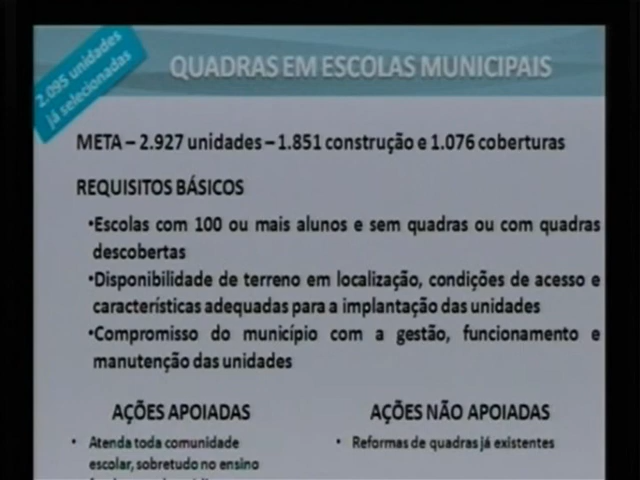 2.095 unidades
já selecionadas
QUADRAS EM ESCOLAS MUNICIPAIS
META – 2.927 unidades – 1.851 construção e 1.076 coberturas
REQUISITOS BÁSICOS
•Escolas com 100 ou mais alunos e sem quadras ou com quadras
descobertas
•Disponibilidade de terreno em localização, condições de acesso e
características adequadas para a implantação das unidades
•Compromisso do município com a gestão, funcionamento e
manutenção das unidades
AÇÕES APOIADAS
• Atenda toda comunidade
escolar, sobretudo no ensino
AÇÕES NÃO APOIADAS
• Reformas de quadras já existentes